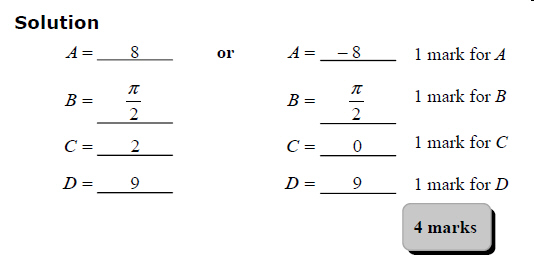 Solution
A = 8 or A = – 8 1 mark for A
B = π/2 B = π/2 1 mark for B
C = 2 C = 0 1 mark for C
D = 9 D = 9 1 mark for D
4 marks